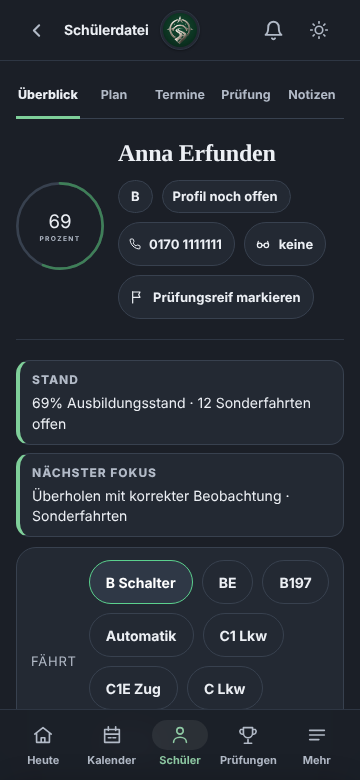 Schülerdatei
Überblick Plan Termine Prüfung Notizen
Anna Erfunden
69
PROZENT
B Profil noch offen
0170 1111111 keine
Prüfungsreif markieren
STAND
69% Ausbildungsstand · 12 Sonderfahrten
offen
NÄCHSTER FOKUS
Überholen mit korrekter Beobachtung ·
Sonderfahrten
FÄHRT
B Schalter BE B197
Automatik C1 Lkw
C1E Zug C Lkw
Heute Kalender Schüler Prüfungen Mehr